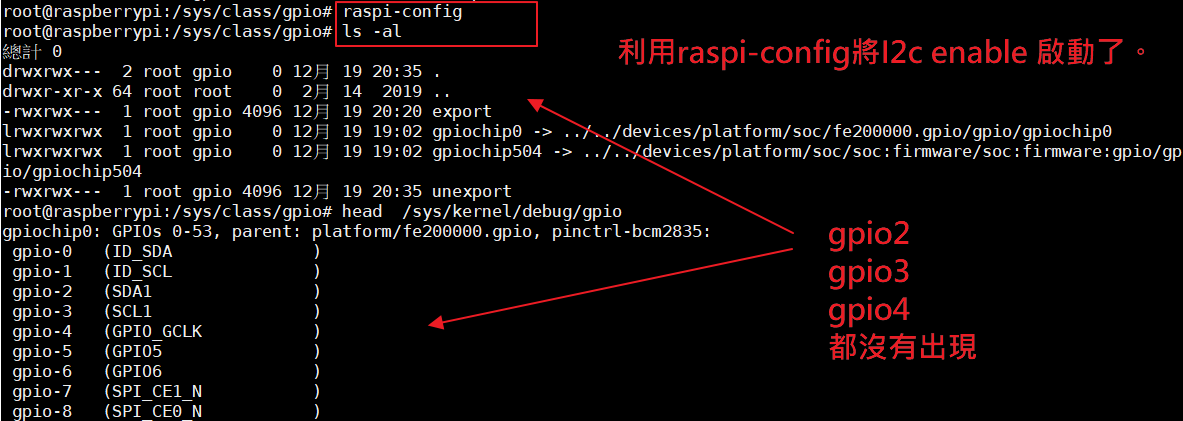 root@raspberrypi:/sys/class/gpio# raspi-config
root@raspberrypi:/sys/class/gpio# ls -al
總計 0
利用raspi-config將I2c enable 啟動了。
drwxrwx---  2 root gpio    0 12月 19 20:35 .
drwxr-xr-x 64 root root    0  2月 14  2019 ..
-rwxrwx---  1 root gpio 4096 12月 19 20:20 export
lrwxrwxrwx  1 root gpio    0 12月 19 19:02 gpiochip0 -> ../../devices/platform/soc/fe200000.gpio/gpio/gpiochip0
lrwxrwxrwx  1 root gpio    0 12月 19 19:02 gpiochip504 -> ../../devices/platform/soc/soc:firmware/soc:firmware:gpio/gp
io/gpiochip504
-rwxrwx---  1 root gpio 4096 12月 19 20:35 unexport
root@raspberrypi:/sys/class/gpio# head  /sys/kernel/debug/gpio
gpiochip0: GPIOs 0-53, parent: platform/fe200000.gpio, pinctrl-bcm2835:
 gpio-0   (ID_SDA              )
 gpio-1   (ID_SCL              )
 gpio-2   (SDA1                )
 gpio-3   (SCL1                )
 gpio-4   (GPIO_GCLK           )
 gpio-5   (GPIO5               )
 gpio-6   (GPIO6               )
 gpio-7   (SPI_CE1_N           )
 gpio-8   (SPI_CE0_N           )
gpio2
gpio3
gpio4
都沒有出現